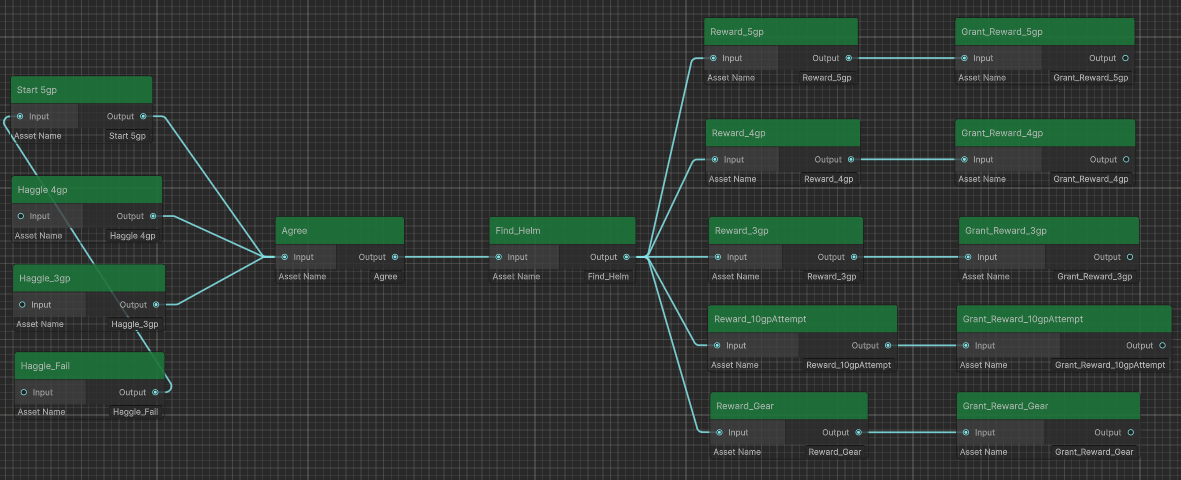 Start 5gp
Input Output
Asset Name Start 5gp
Haggle 4gp
Input Output
Asset Name Haggle 4gp
Haggle_3gp
Input Output
Asset Name Haggle_3gp
Haggle_Fail
Input Output
Asset Name Haggle_Fail
Agree
Input Output
Asset Name Agree
Find_Helm
Input Output
Asset Name Find_Helm
Reward_5gp
Input Output
Asset Name Reward_5gp
Grant_Reward_5gp
Input Output
Asset Name Grant_Reward_5gp
Reward_4gp
Input Output
Asset Name Reward_4gp
Grant_Reward_4gp
Input Output
Asset Name Grant_Reward_4gp
Reward_3gp
Input Output
Asset Name Reward_3gp
Grant_Reward_3gp
Input Output
Asset Name Grant_Reward_3gp
Reward_10gpAttempt
Input Output
Asset Name Reward_10gpAttempt
Grant_Reward_10gpAttempt
Input Output
Asset Name Grant_Reward_10gpAttempt
Reward_Gear
Input Output
Asset Name Reward_Gear
Grant_Reward_Gear
Input Output
Asset Name Grant_Reward_Gear